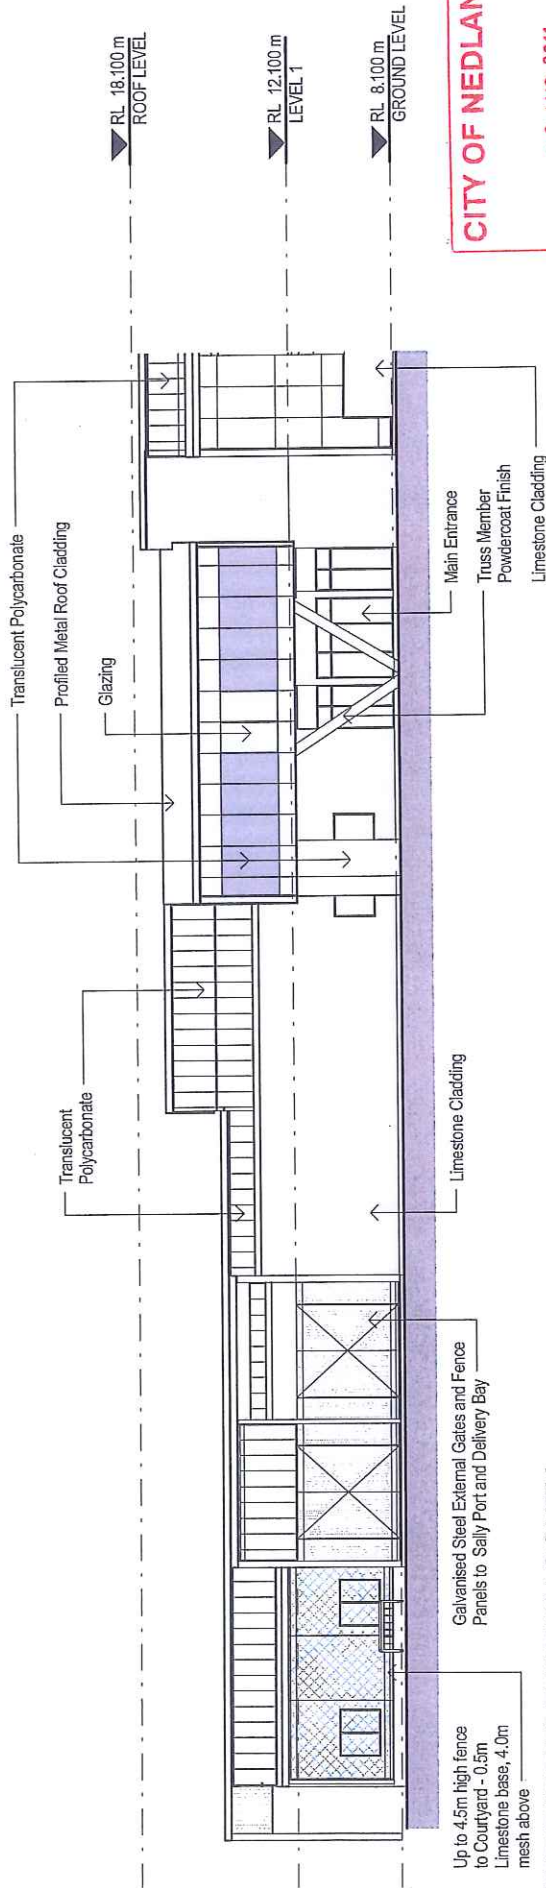 Translucent Polycarbonate
Profiled Metal Roof Cladding
Glazing
Translucent
Polycarbonate
RL 18.100 m
ROOF LEVEL
RL 12.100 m
LEVEL 1
RL 8.100 m
GROUND LEVEL
Up to 4.5m high fence
to Courtyard - 0.5m
Limestone base, 4.0m
mesh above
Galvanised Steel External Gates and Fence
Panels to Sally Port and Delivery Bay
Limestone Cladding
Main Entrance
Truss Member
Powdercoat Finish
Limestone Cladding
CITY OF NEDLAN